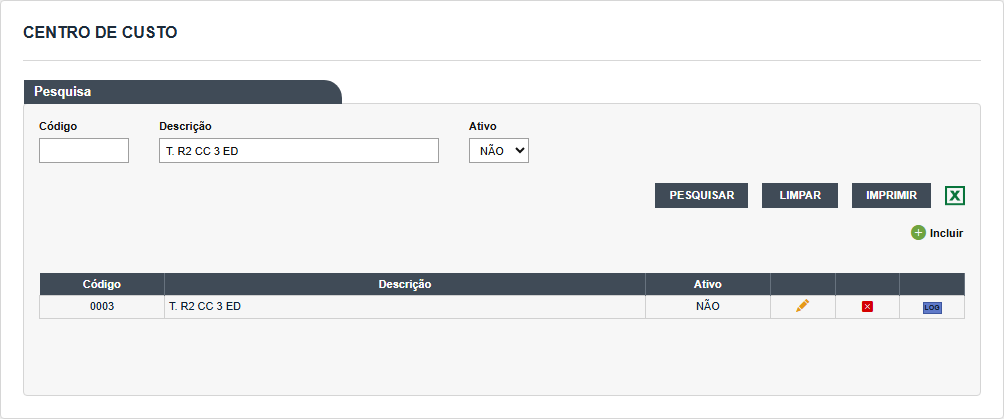 CENTRO DE CUSTO
Pesquisa
Código Descrição Ativo
T. R2 CC 3 ED NÃO
PESQUISAR LIMPAR IMPRIMIR X
Incluir
Código Descrição Ativo
0003 T. R2 CC 3 ED NÃO LOG